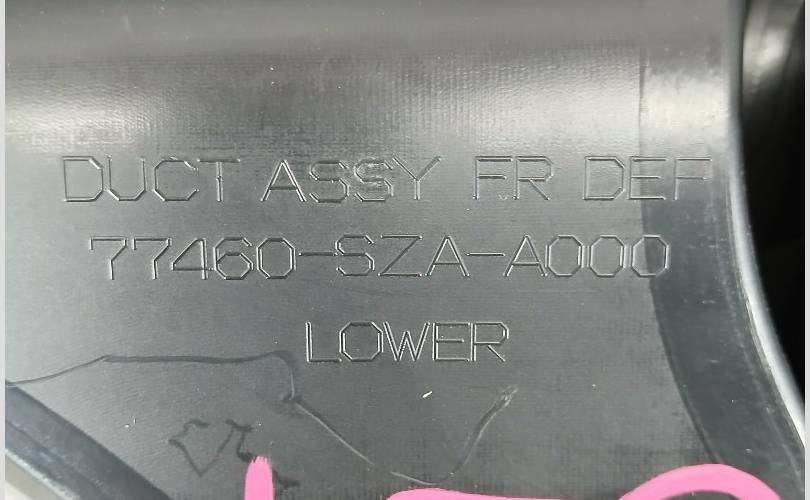 DUCT ASSY FR DEF
77460-SZA-A000
LOWER